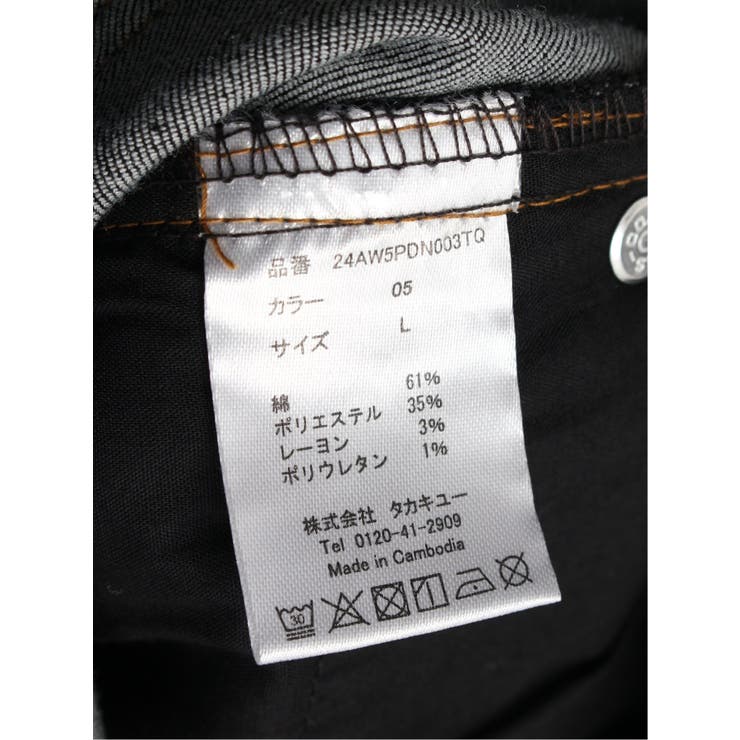 品番 24AW5PDN003TQ
カラー 05
サイズ L
綿 61%
ポリエステル 35%
レーヨン 3%
ポリウレタン 1%
株式会社 タカキュー
Tel 0120-41-2909
Made in Cambodia
30